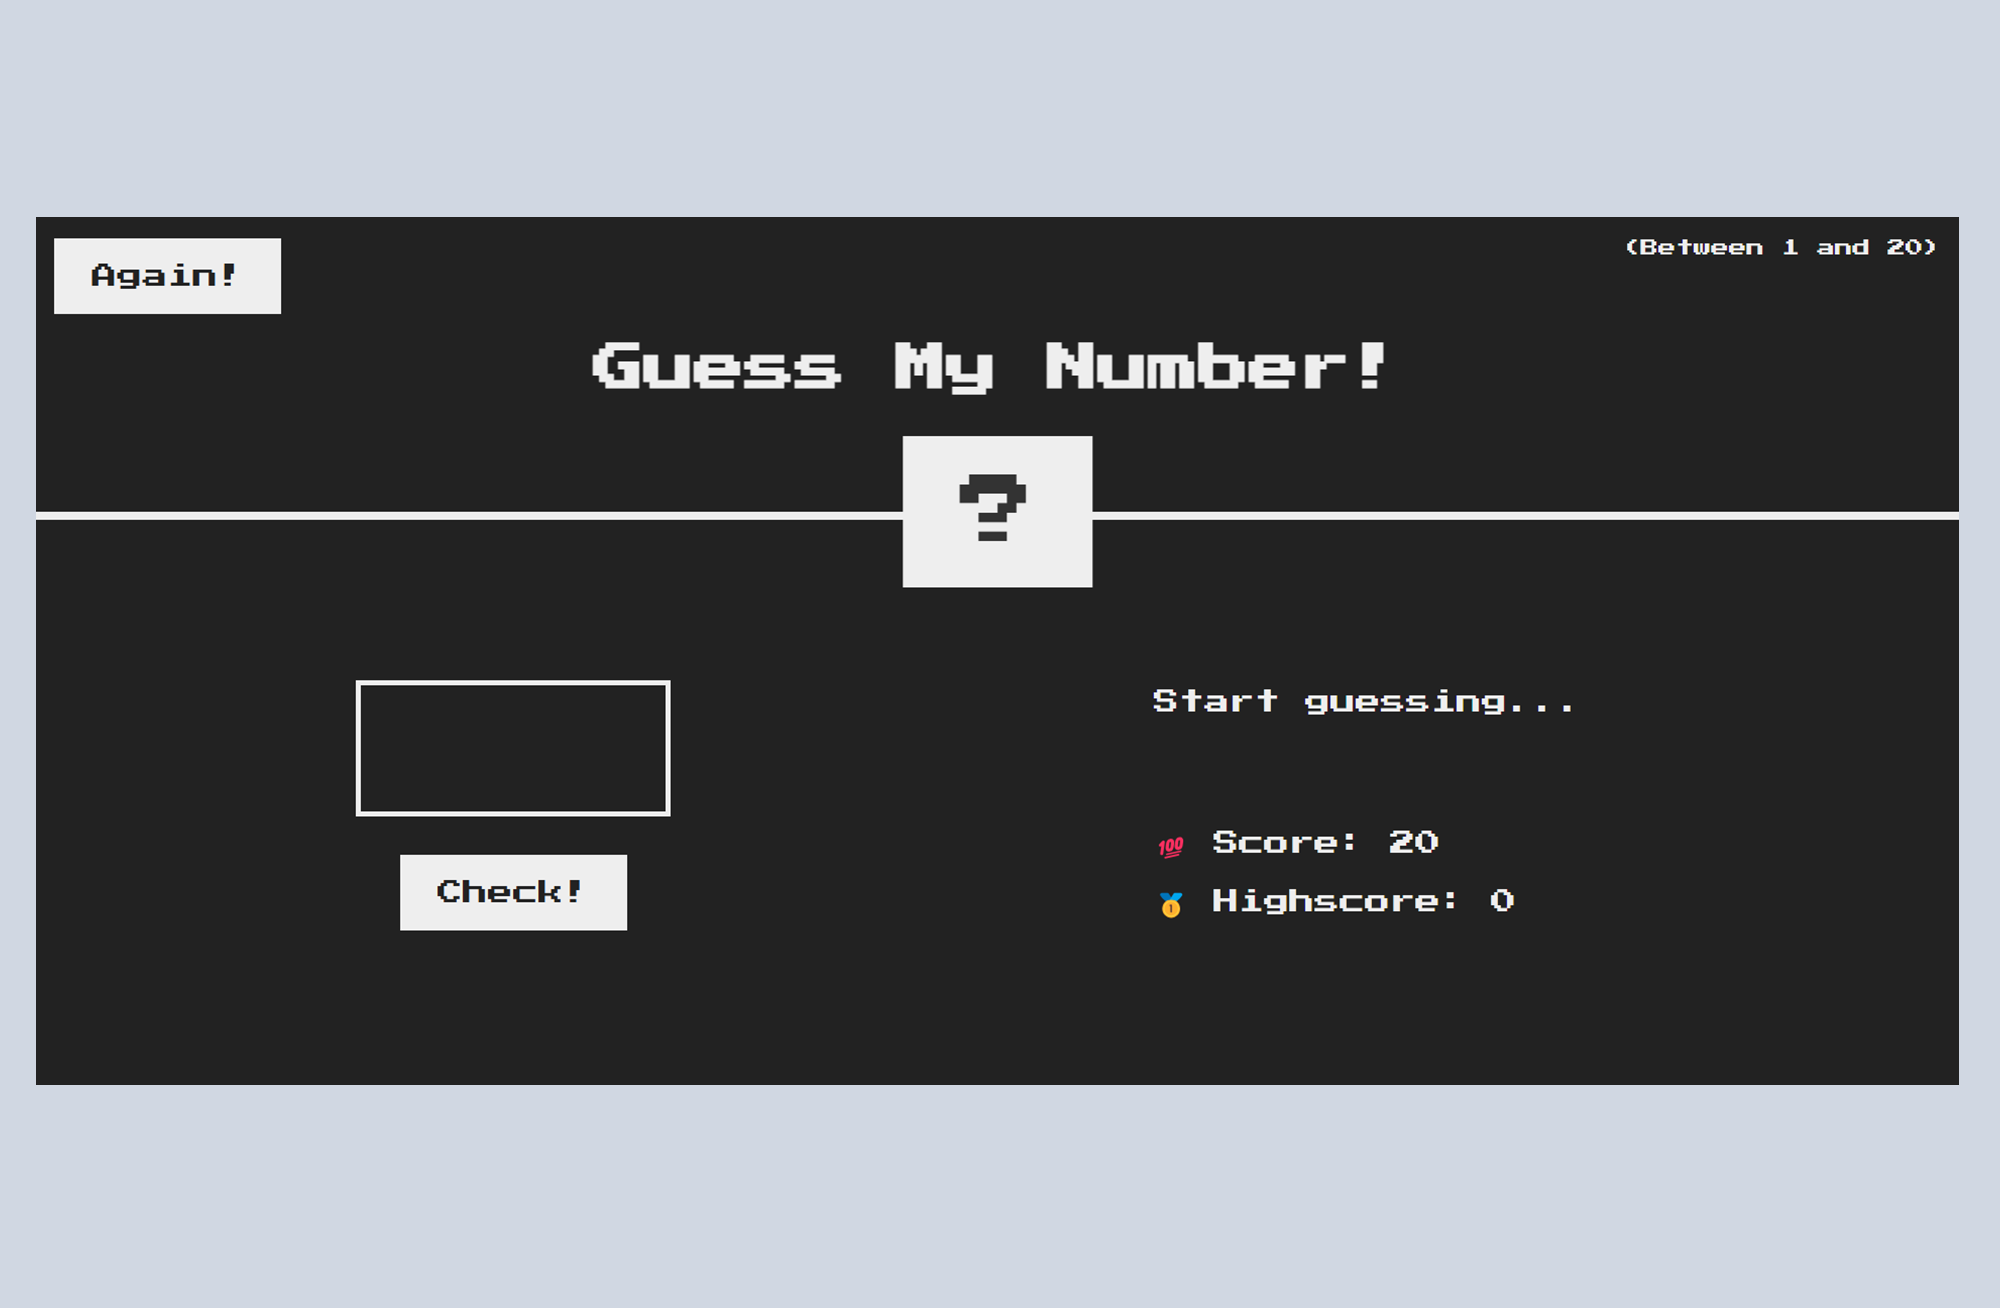 Again!
(Between 1 and 20)
Guess My Number!
?
Start guessing...
💯 Score: 20
🥇 Highscore: 0
Check!